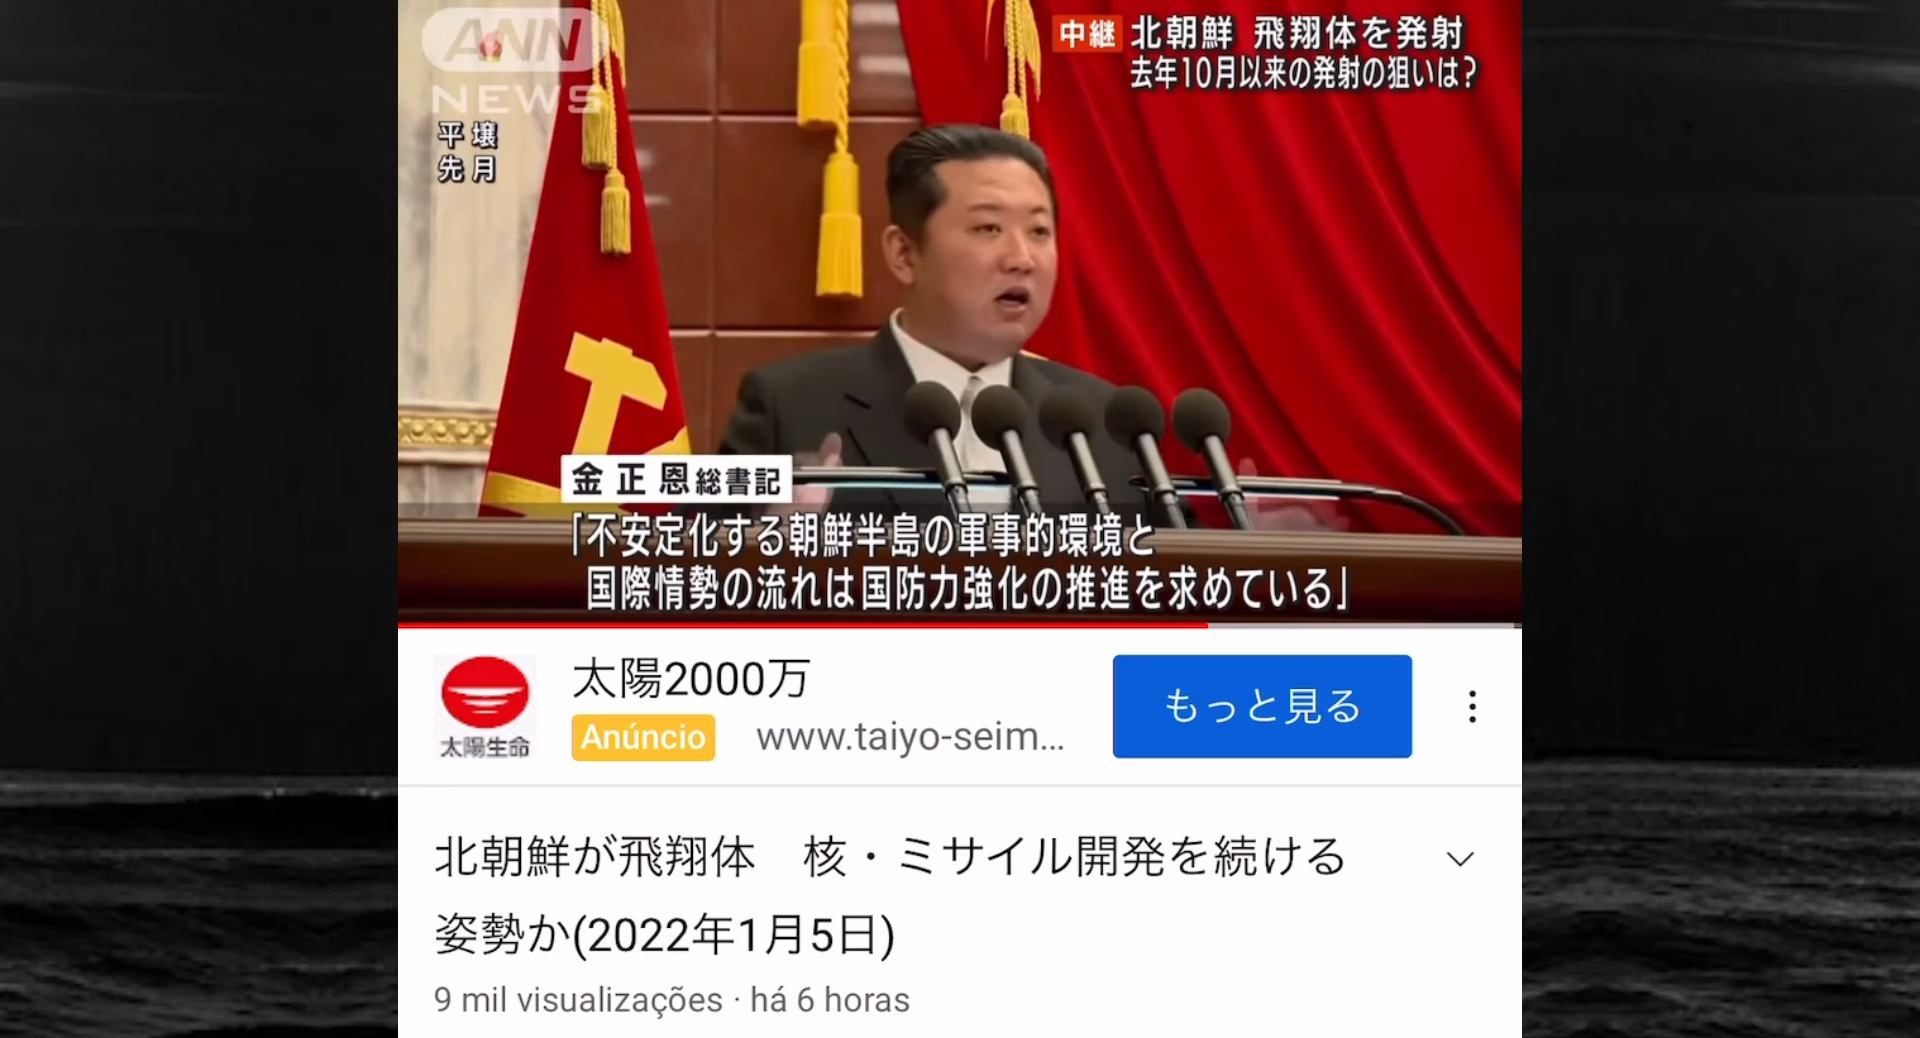 ANN
NEWS
平壌
先月
中継 北朝鮮 飛翔体を発射
去年10月以来の発射の狙いは?
金正恩総書記
「不安定化する朝鮮半島の軍事的環境と
国際情勢の流れは国防力強化の推進を求めている」
太陽生命
太陽2000万
Anúncio www.taiyo-seim...
もっと見る
北朝鮮が飛翔体 核・ミサイル開発を続ける
姿勢か(2022年1月5日)
9 mil visualizações · há 6 horas